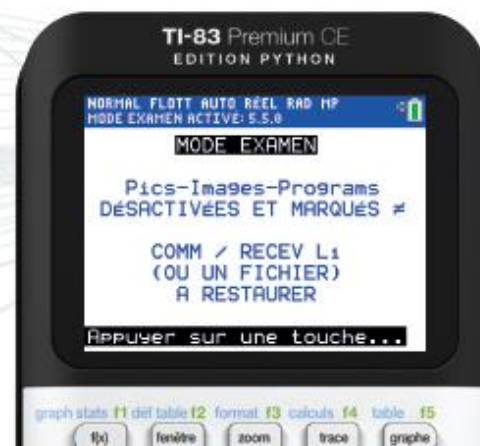 TI-83 Premium CE
EDITION PYTHON
NORMAL FLOTT AUTO RÉEL RAD MP
MODE EXAMEN ACTIVE: 5.5.0
MODE EXAMEN
Pics-Images-Programs
DÉSACTIVÉES ET MARQUÉS ≠
COMM / RECEV L1
(OU UN FICHIER)
A RESTAURER
Appuyer sur une touche...
graph stats f1 déf table f2 format f3 calculs f4 table f5
f(x) fenêtre zoom trace graphe